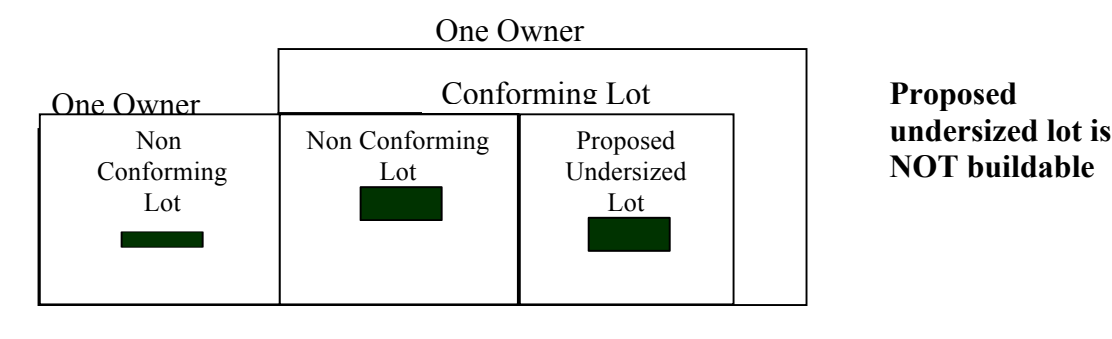 One Owner
Conforming Lot
One Owner
Non
Conforming
Lot
Non Conforming
Lot
Proposed
Undersized
Lot
Proposed
undersized lot is
NOT buildable